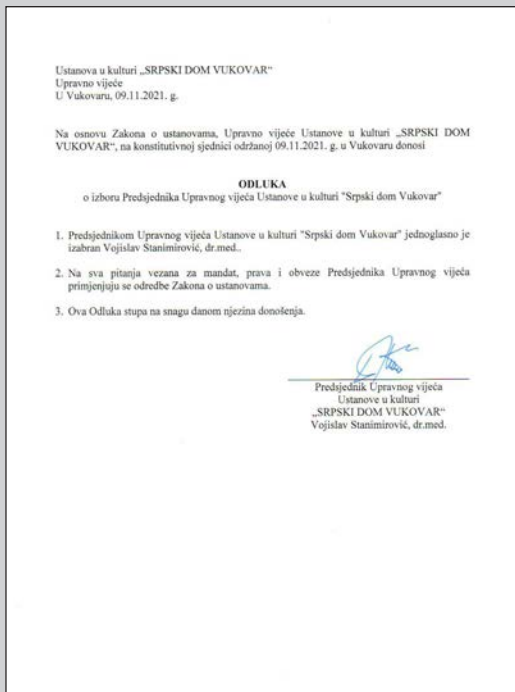 Ustanova u kulturi „SRPSKI DOM VUKOVAR“
Upravno vijeće
U Vukovaru, 09.11.2021. g.
Na osnovu Zakona o ustanovama, Upravno vijeće Ustanove u kulturi „SRPSKI DOM
VUKOVAR“, na konstitutivnoj sjednici održanoj 09.11.2021. g. u Vukovaru donosi
ODLUKA
o izboru Predsjednika Upravnog vijeća Ustanove u kulturi "Srpski dom Vukovar"
1. Predsjednikom Upravnog vijeća Ustanove u kulturi "Srpski dom Vukovar" jednoglasno je
izabran Vojislav Stanimirović, dr.med..
2. Na sva pitanja vezana za mandat, prava i obveze Predsjednika Upravnog vijeća
primjenjuju se odredbe Zakona o ustanovama.
3. Ova Odluka stupa na snagu danom njezina donošenja.
Predsjednik Upravnog vijeća
Ustanove u kulturi
„SRPSKI DOM VUKOVAR“
Vojislav Stanimirović, dr.med.